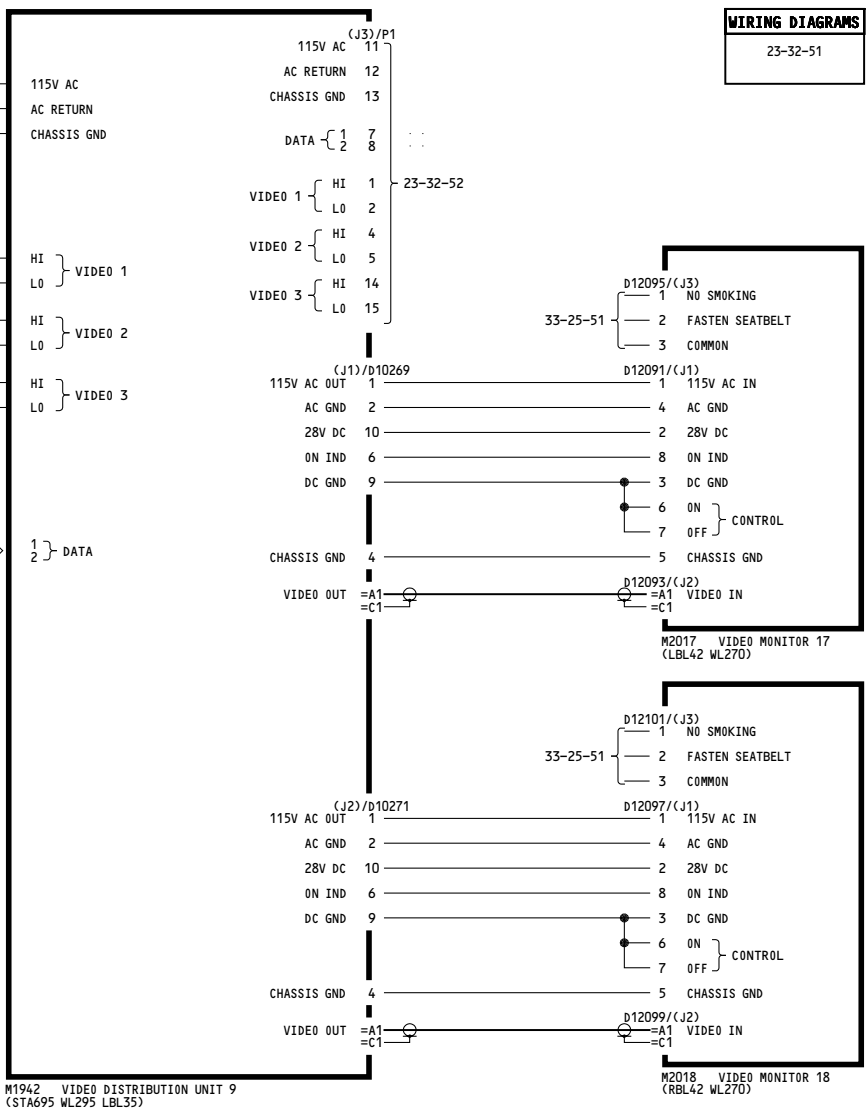 WIRING DIAGRAMS
23-32-51
(J3)/P1
115V AC 11
AC RETURN 12
CHASSIS GND 13
DATA 1 7
2 8
VIDEO 1 HI 1
LO 2
VIDEO 2 HI 4
LO 5
VIDEO 3 HI 14
LO 15
23-32-52
115V AC
AC RETURN
CHASSIS GND
HI
LO
VIDEO 1
HI
LO
VIDEO 2
HI
LO
VIDEO 3
1
2
DATA
(J1)/D10269
115V AC OUT 1
AC GND 2
28V DC 10
ON IND 6
DC GND 9
CHASSIS GND 4
VIDEO OUT =A1
=C1
D12095/(J3)
33-25-51
1 NO SMOKING
2 FASTEN SEATBELT
3 COMMON
D12091/(J1)
1 115V AC IN
4 AC GND
2 28V DC
8 ON IND
3 DC GND
6 ON
7 OFF
CONTROL
5 CHASSIS GND
D12093/(J2)
=A1 VIDEO IN
=C1
M2017 VIDEO MONITOR 17
(LBL42 WL270)
(J2)/D10271
115V AC OUT 1
AC GND 2
28V DC 10
ON IND 6
DC GND 9
CHASSIS GND 4
VIDEO OUT =A1
=C1
D12101/(J3)
33-25-51
1 NO SMOKING
2 FASTEN SEATBELT
3 COMMON
D12097/(J1)
1 115V AC IN
4 AC GND
2 28V DC
8 ON IND
3 DC GND
6 ON
7 OFF
CONTROL
5 CHASSIS GND
D12099/(J2)
=A1 VIDEO IN
=C1
M2018 VIDEO MONITOR 18
(RBL42 WL270)
M1942 VIDEO DISTRIBUTION UNIT 9
(STA695 WL295 LBL35)